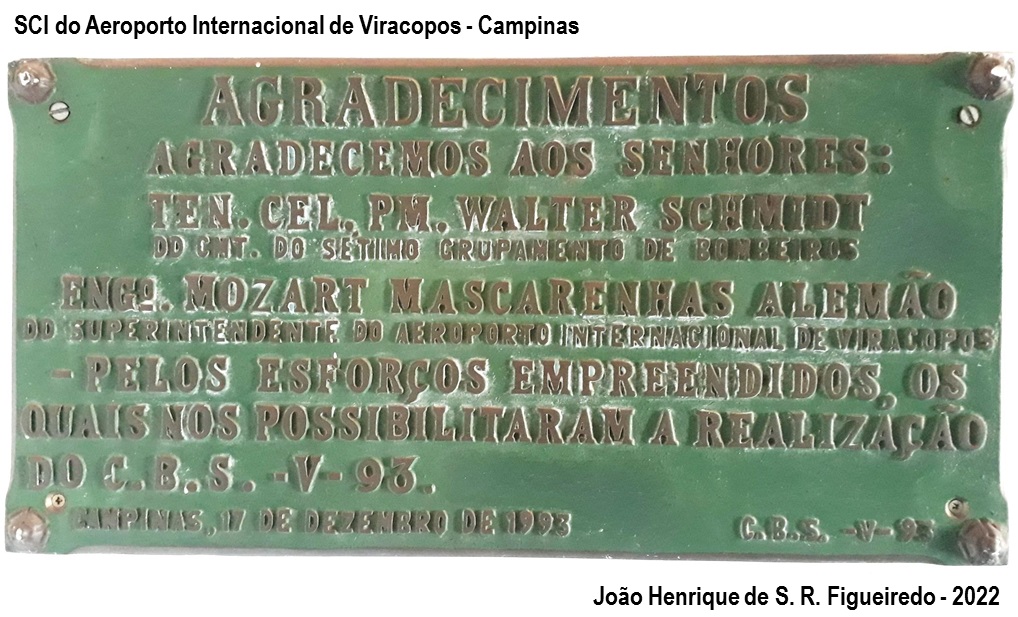 SCI do Aeroporto Internacional de Viracopos - Campinas
AGRADECIMENTOS
AGRADECEMOS AOS SENHORES:
TEN. CEL. PM. WALTER SCHMIDT
DD CMT. DO SÉTIMO GRUPAMENTO DE BOMBEIROS
ENGº. MOZART MASCARENHAS ALEMÃO
DD SUPERINTENDENTE DO AEROPORTO INTERNACIONAL DE VIRACOPOS
- PELOS ESFORÇOS EMPREENDIDOS, OS
QUAIS NOS POSSIBILITARAM A REALIZAÇÃO
DO C.B.S. -V- 93.
CAMPINAS, 17 DE DEZEMBRO DE 1993 C.B.S. -V- 93
João Henrique de S. R. Figueiredo - 2022